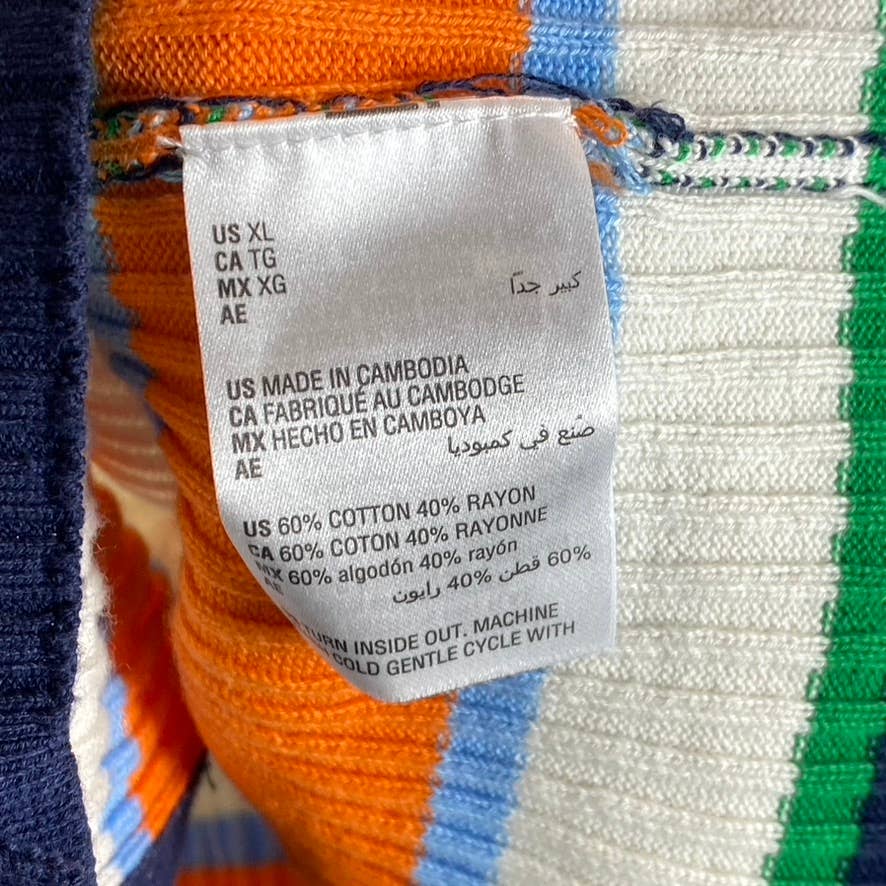 US XL
CA TG
MX XG
AE كبير جدًا
US MADE IN CAMBODIA
CA FABRIQUÉ AU CAMBODGE
MX HECHO EN CAMBOYA
AE صُنع في كمبوديا
US 60% COTTON 40% RAYON
CA 60% COTON 40% RAYONNE
MX 60% algodón 40% rayón
AE 60% قطن 40% رايون
TURN INSIDE OUT. MACHINE
COLD GENTLE CYCLE WITH